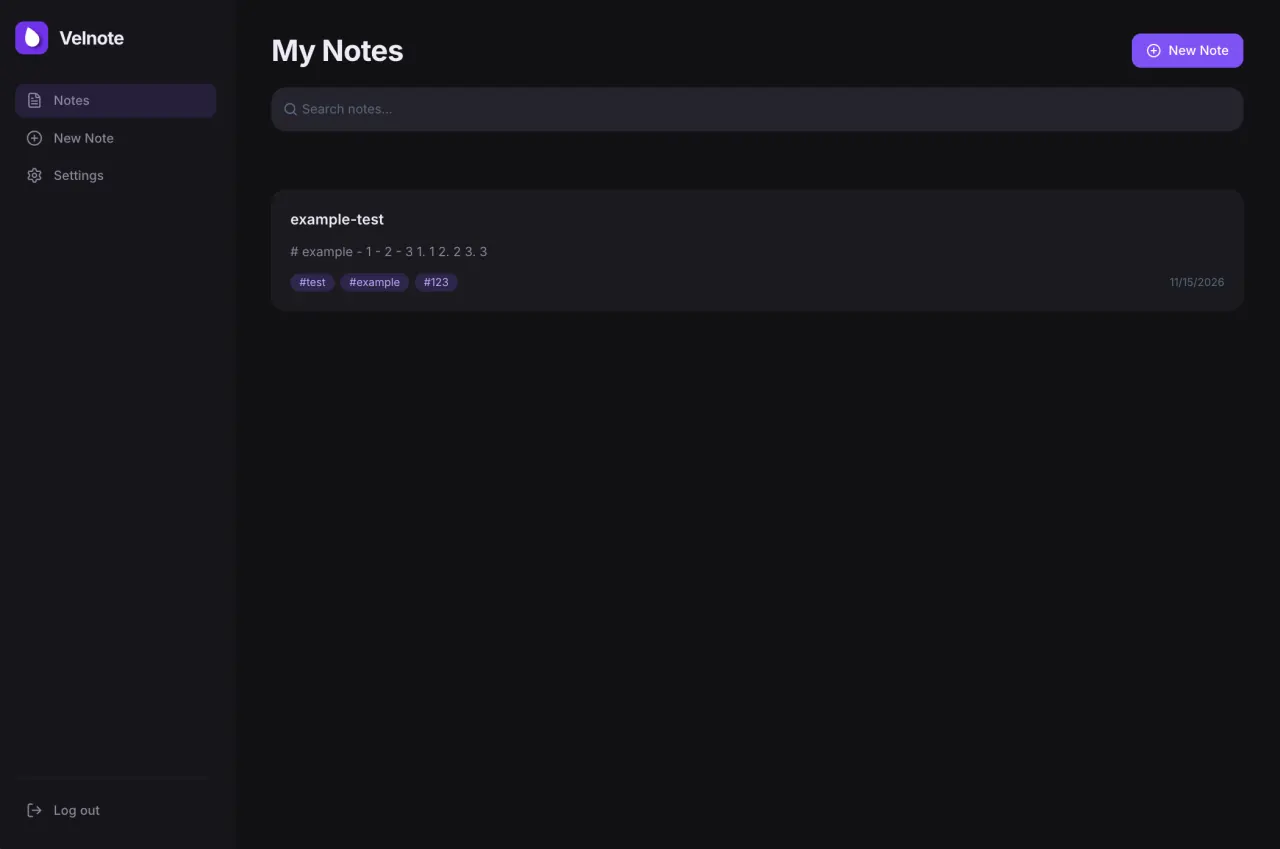 Velnote
Notes
New Note
Settings
Log out
My Notes
New Note
Search notes...
example-test
# example - 1 - 2 - 3 1. 1 2. 2 3. 3
#test #example #123 11/15/2026